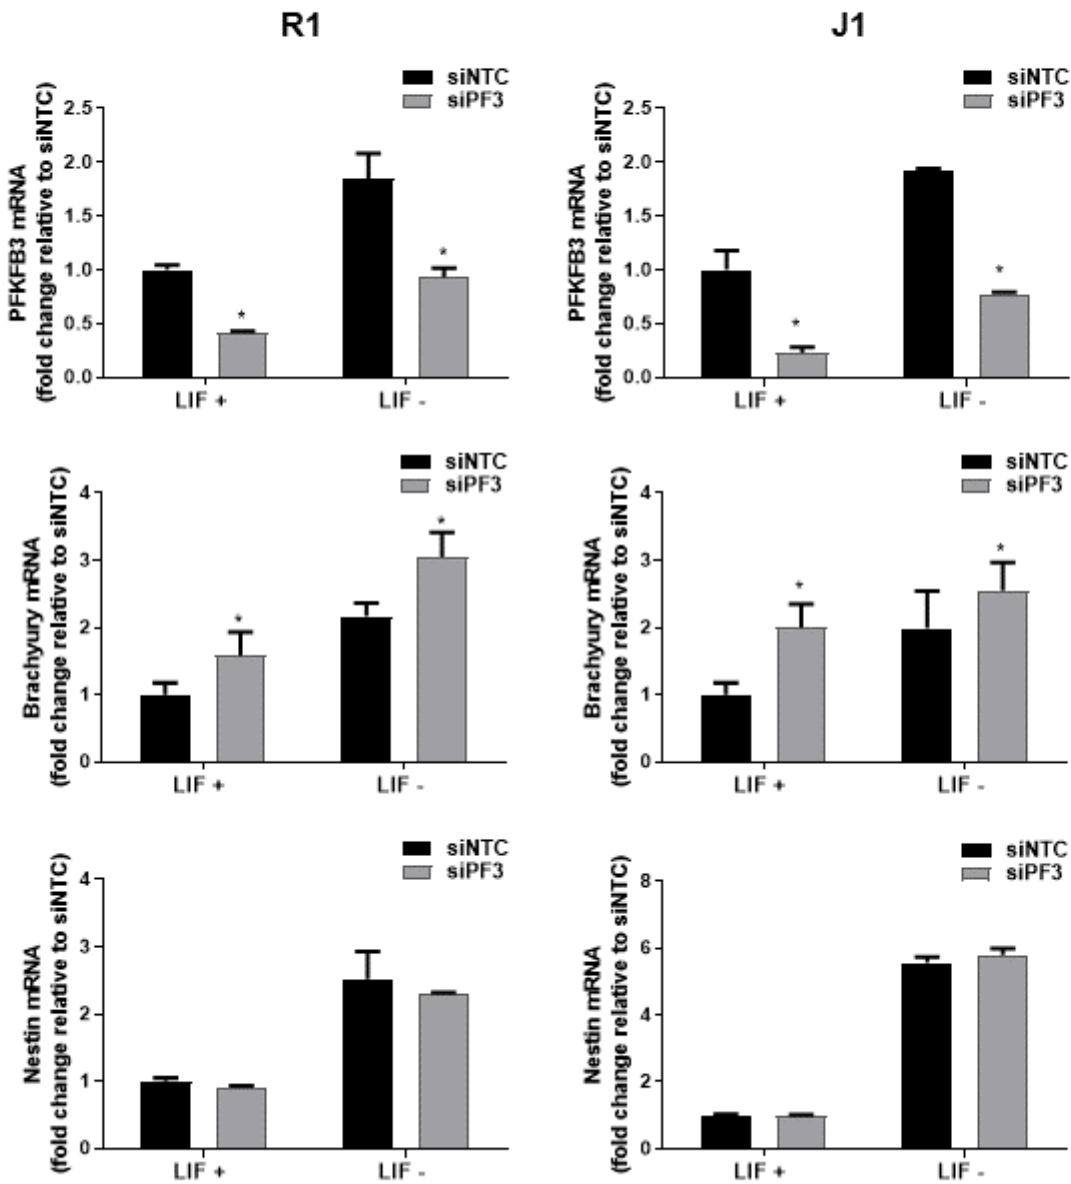 R1
J1
siNTC
siPF3
PFKFB3 mRNA
(fold change relative to siNTC)
2.5
2.0
1.5
1.0
0.5
0.0
*
*
LIF +
LIF -
siNTC
siPF3
PFKFB3 mRNA
(fold change relative to siNTC)
2.5
2.0
1.5
1.0
0.5
0.0
*
*
LIF +
LIF -
siNTC
siPF3
Brachyury mRNA
(fold change relative to siNTC)
4
3
2
1
0
*
*
LIF +
LIF -
siNTC
siPF3
Brachyury mRNA
(fold change relative to siNTC)
4
3
2
1
0
*
*
LIF +
LIF -
siNTC
siPF3
Nestin mRNA
(fold change relative to siNTC)
4
3
2
1
0
LIF +
LIF -
siNTC
siPF3
Nestin mRNA
(fold change relative to siNTC)
8
6
4
2
0
LIF +
LIF -